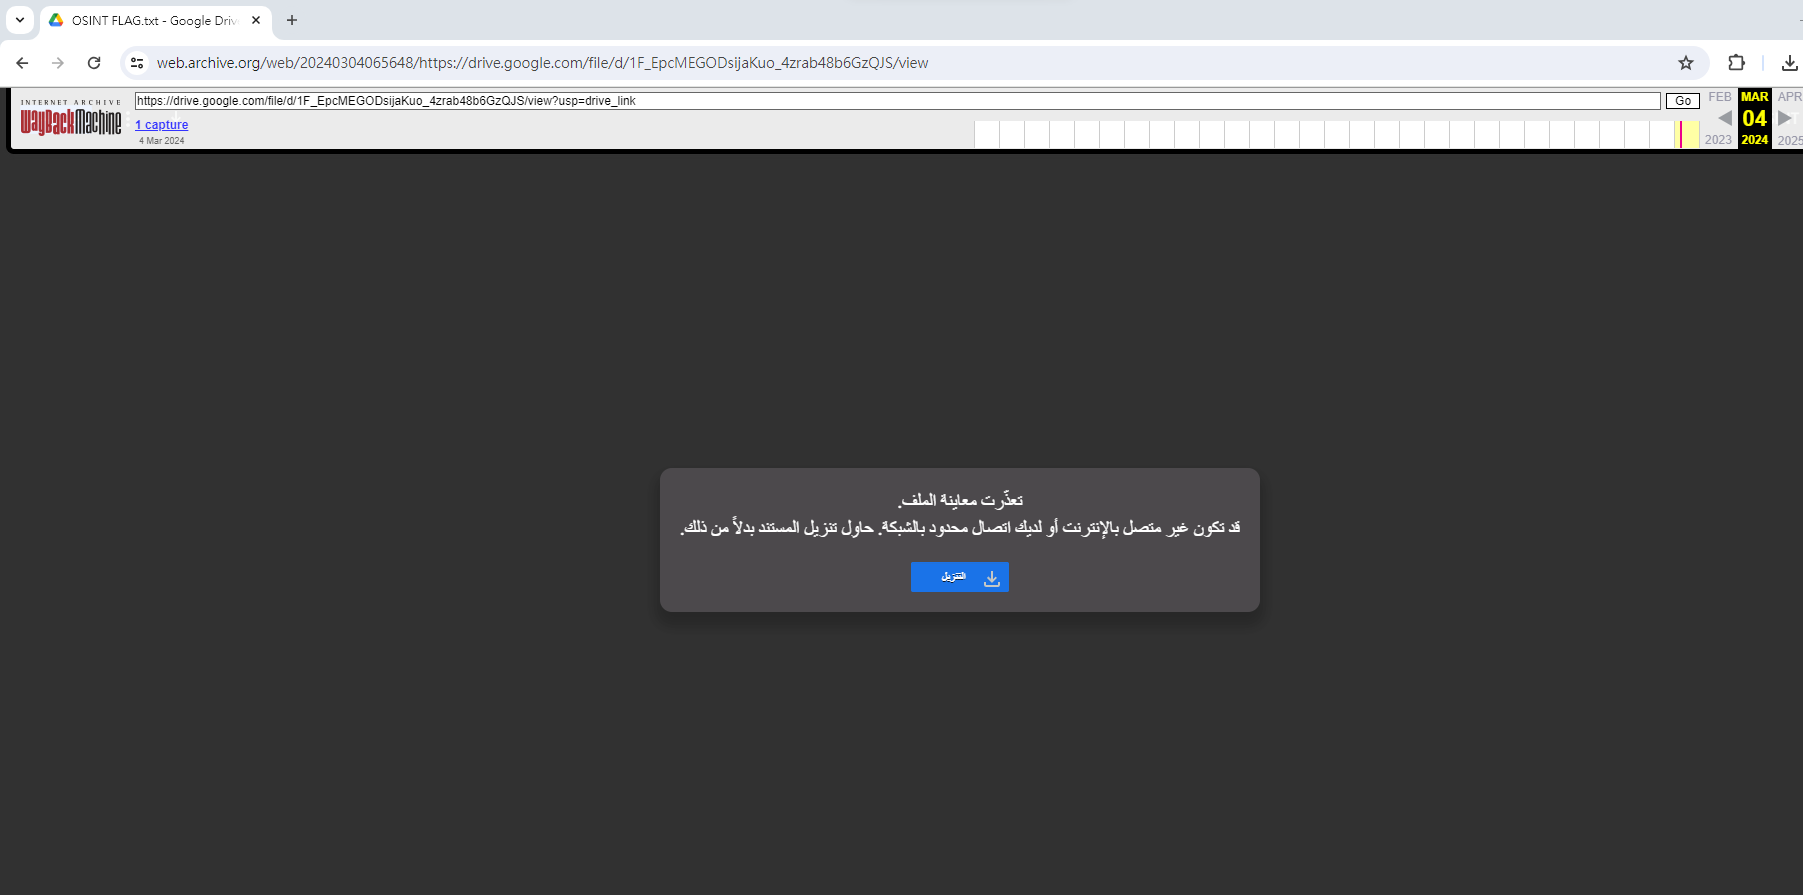 OSINT FLAG.txt - Google Driv
web.archive.org/web/20240304065648/https://drive.google.com/file/d/1F_EpcMEGODsijaKuo_4zrab48b6GzQJS/view
INTERNET ARCHIVE
WayBackMachine
https://drive.google.com/file/d/1F_EpcMEGODsijaKuo_4zrab48b6GzQJS/view?usp=drive_link
Go
FEB MAR APR
1 capture
04
4 Mar 2024
2023 2024 2025
تعذّرت معاينة الملف.
قد تكون غير متصل بالإنترنت أو لديك اتصال محدود بالشبكة. حاول تنزيل المستند بدلاً من ذلك.
التنزيل